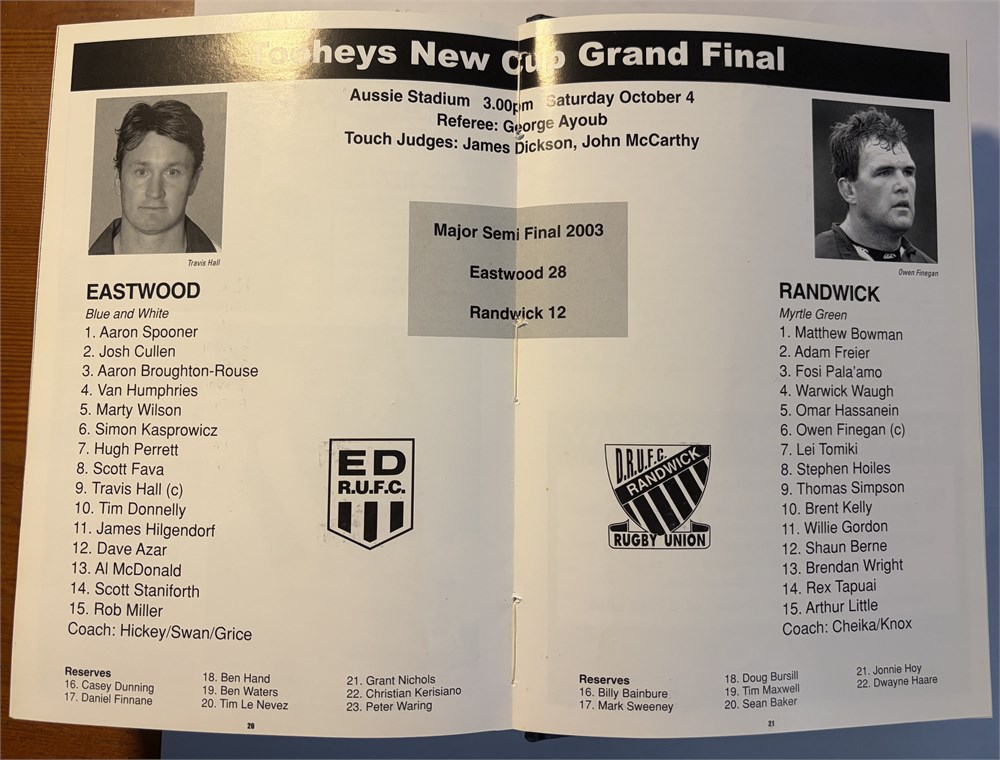 Tooheys New Cup Grand Final
Aussie Stadium 3.00pm Saturday October 4
Referee: George Ayoub
Touch Judges: James Dickson, John McCarthy
Major Semi Final 2003
Eastwood 28
Randwick 12
Travis Hall
EASTWOOD
Blue and White
1. Aaron Spooner
2. Josh Cullen
3. Aaron Broughton-Rouse
4. Van Humphries
5. Marty Wilson
6. Simon Kasprowicz
7. Hugh Perrett
8. Scott Fava
9. Travis Hall (c)
10. Tim Donnelly
11. James Hilgendorf
12. Dave Azar
13. Al McDonald
14. Scott Staniforth
15. Rob Miller
Coach: Hickey/Swan/Grice
ED
R.U.F.C.
Reserves
16. Casey Dunning
17. Daniel Finnane
18. Ben Hand
19. Ben Waters
20. Tim Le Nevez
21. Grant Nichols
22. Christian Kerisiano
23. Peter Waring
20
Owen Finegan
RANDWICK
Myrtle Green
1. Matthew Bowman
2. Adam Freier
3. Fosi Pala'amo
4. Warwick Waugh
5. Omar Hassanein
6. Owen Finegan (c)
7. Lei Tomiki
8. Stephen Hoiles
9. Thomas Simpson
10. Brent Kelly
11. Willie Gordon
12. Shaun Berne
13. Brendan Wright
14. Rex Tapuai
15. Arthur Little
Coach: Cheika/Knox
D.R.U.F.C.
RANDWICK
RUGBY UNION
Reserves
16. Billy Bainbure
17. Mark Sweeney
18. Doug Bursill
19. Tim Maxwell
20. Sean Baker
21. Jonnie Hoy
22. Dwayne Haare
21